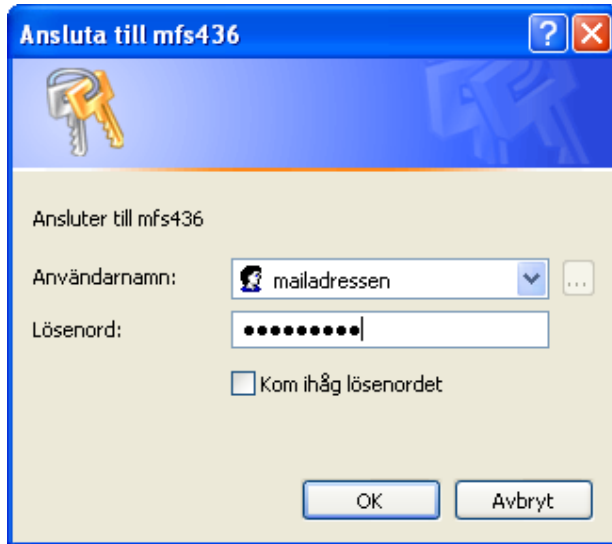 Ansluta till mfs436
Ansluter till mfs436
Användarnamn: mailadressen ...
Lösenord: •••••••••
Kom ihåg lösenordet
OK Avbryt